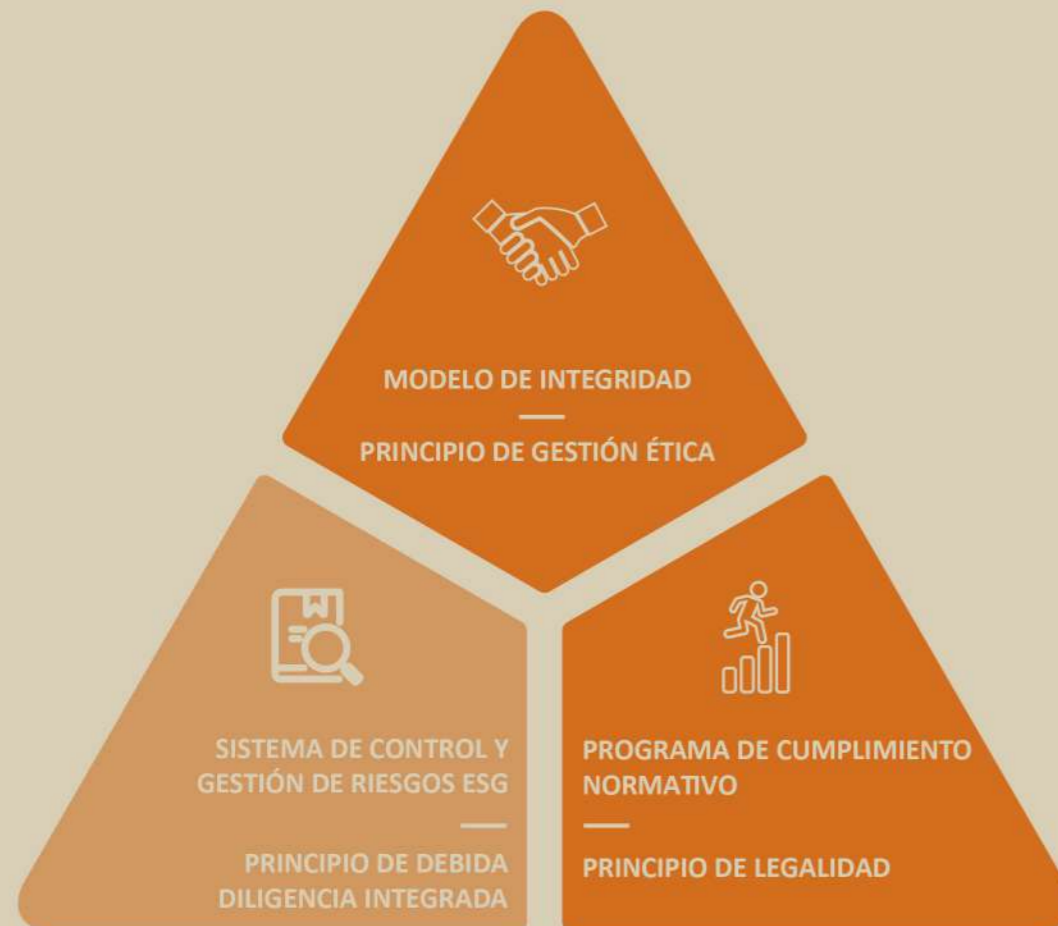 MODELO DE INTEGRIDAD
PRINCIPIO DE GESTIÓN ÉTICA
SISTEMA DE CONTROL Y
GESTIÓN DE RIESGOS ESG
PRINCIPIO DE DEBIDA
DILIGENCIA INTEGRADA
PROGRAMA DE CUMPLIMIENTO
NORMATIVO
PRINCIPIO DE LEGALIDAD